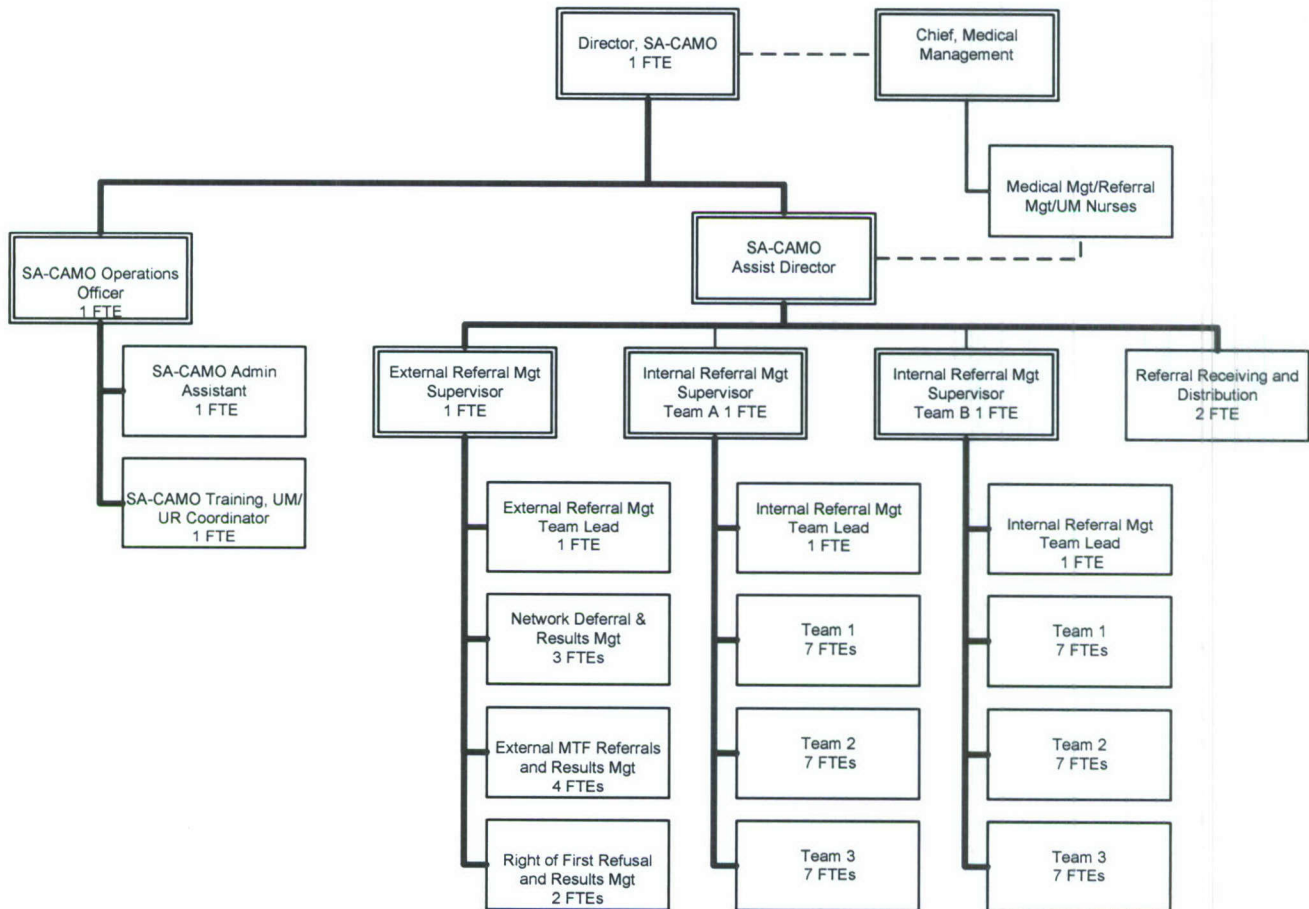 Director, SA-CAMO
1 FTE
Chief, Medical
Management
Medical Mgt/Referral
Mgt/UM Nurses
SA-CAMO Operations
Officer
1 FTE
SA-CAMO
Assist Director
SA-CAMO Admin
Assistant
1 FTE
SA-CAMO Training, UM/
UR Coordinator
1 FTE
External Referral Mgt
Supervisor
1 FTE
Internal Referral Mgt
Supervisor
Team A 1 FTE
Internal Referral Mgt
Supervisor
Team B 1 FTE
Referral Receiving and
Distribution
2 FTE
External Referral Mgt
Team Lead
1 FTE
Network Deferral &
Results Mgt
3 FTEs
External MTF Referrals
and Results Mgt
4 FTEs
Right of First Refusal
and Results Mgt
2 FTEs
Internal Referral Mgt
Team Lead
1 FTE
Team 1
7 FTEs
Team 2
7 FTEs
Team 3
7 FTEs
Internal Referral Mgt
Team Lead
1 FTE
Team 1
7 FTEs
Team 2
7 FTEs
Team 3
7 FTEs